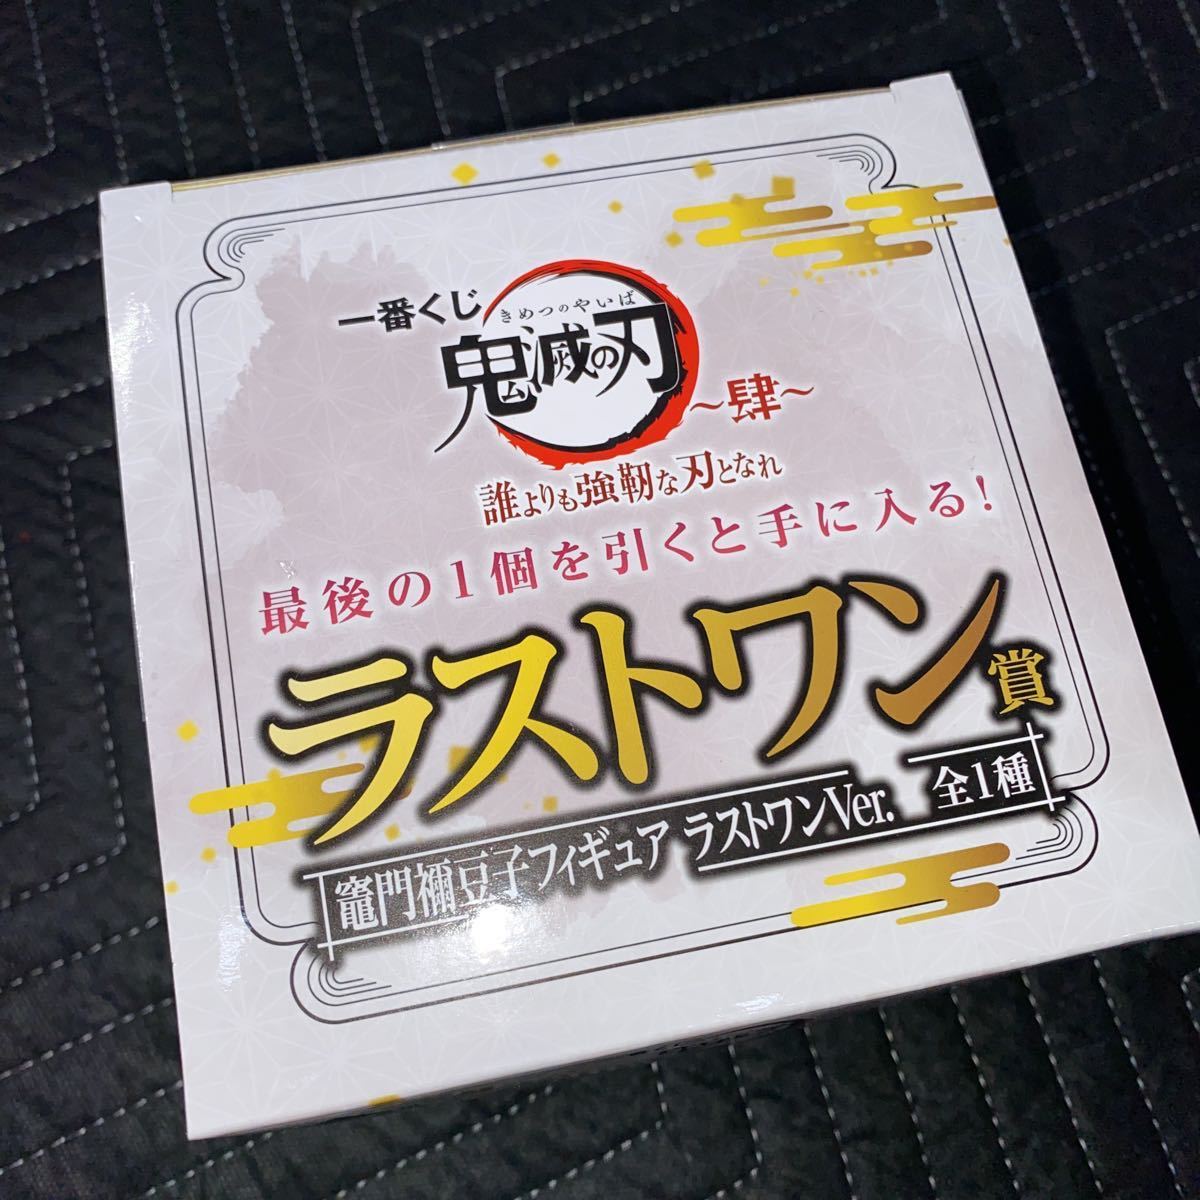 一番くじ
きめつのやいば
鬼滅の刃
～肆～
誰よりも強靭な刃となれ
最後の1個を引くと手に入る!
ラストワン賞
竈門禰豆子フィギュア ラストワンVer. 全1種